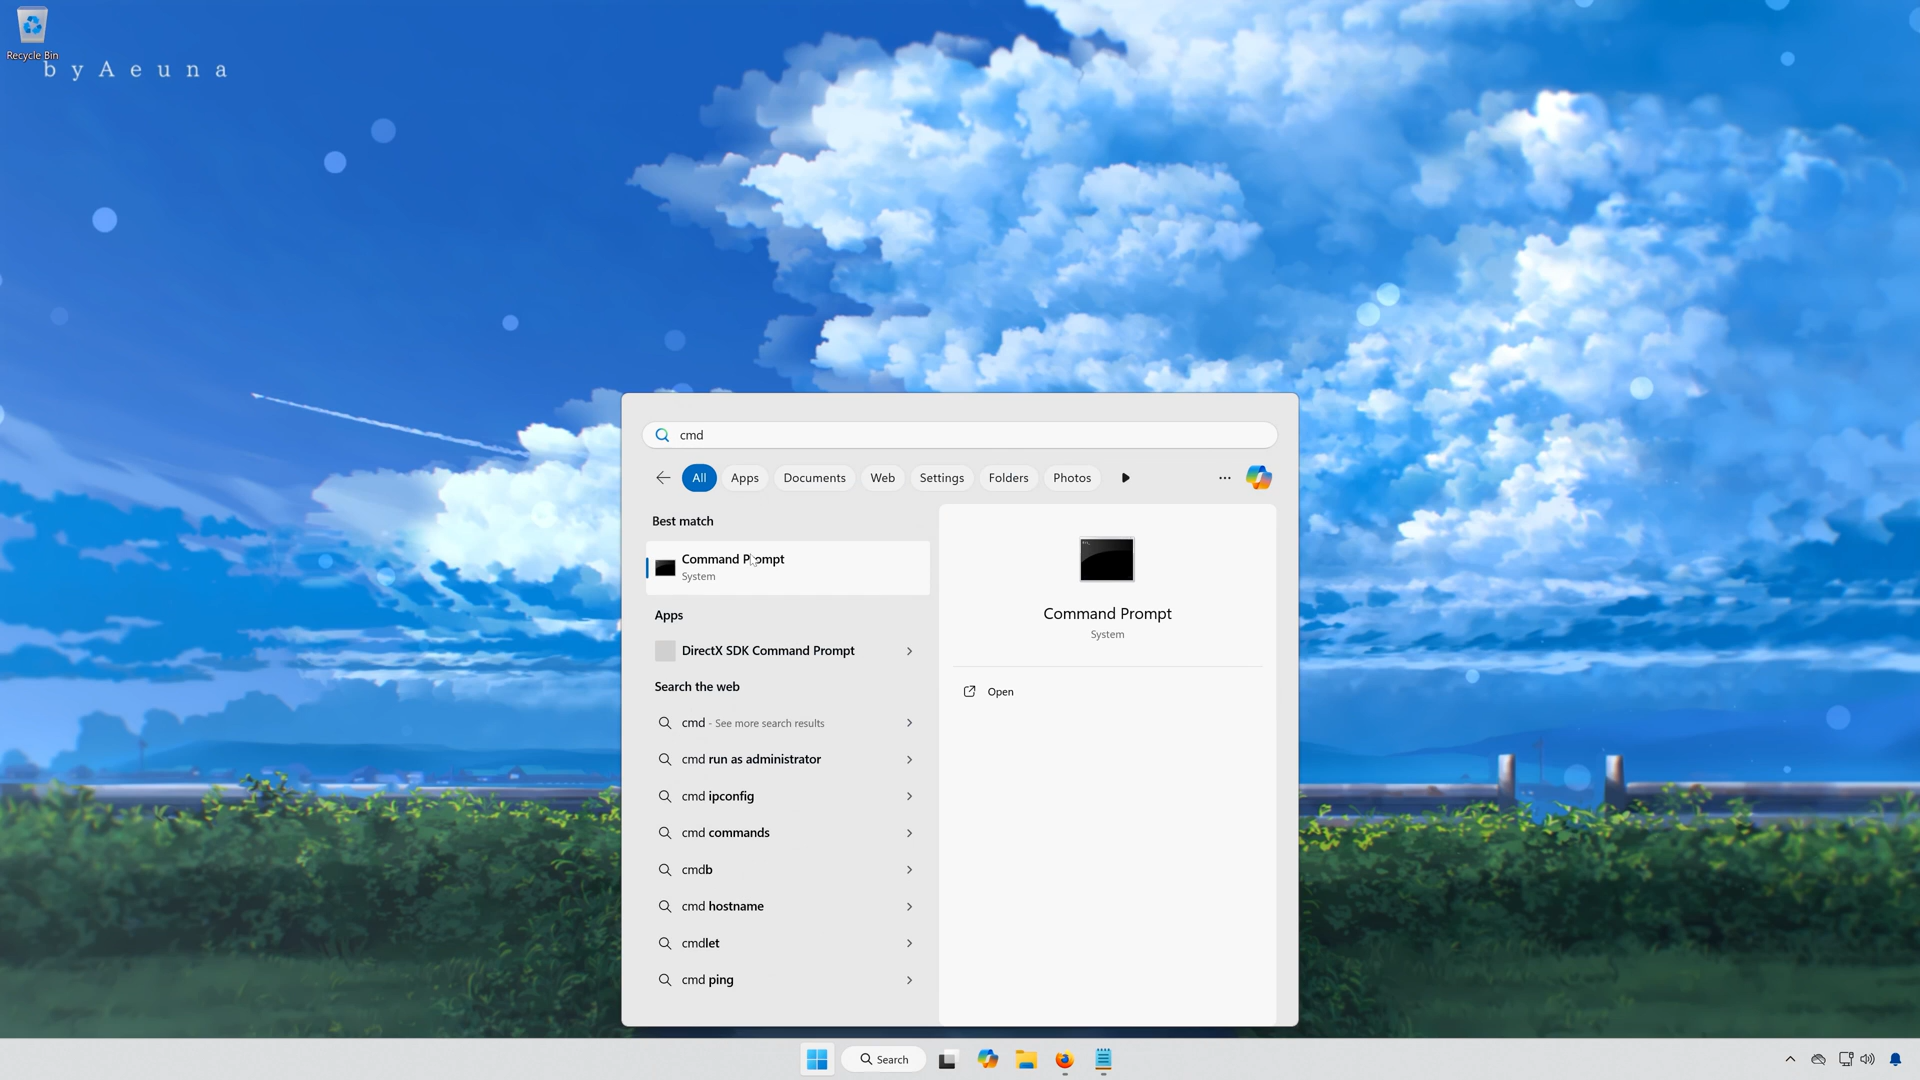 Recycle Bin
b y A e u n a
cmd
All
Apps
Documents
Web
Settings
Folders
Photos
Best match
Command Prompt
System
Apps
DirectX SDK Command Prompt
Search the web
cmd - See more search results
cmd run as administrator
cmd ipconfig
cmd commands
cmdb
cmd hostname
cmdlet
cmd ping
Command Prompt
System
Open
Search